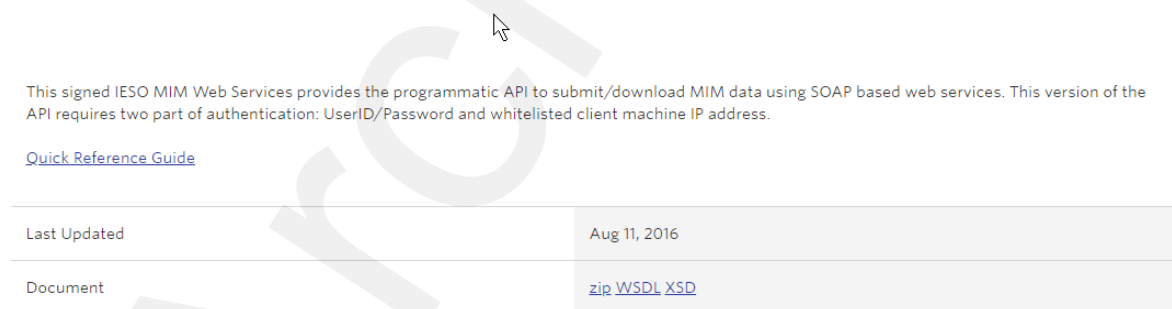 This signed IESO MIM Web Services provides the programmatic API to submit/download MIM data using SOAP based web services. This version of the
API requires two part of authentication: UserID/Password and whitelisted client machine IP address.
Quick Reference Guide
Last Updated Aug 11, 2016
Document zip WSDL XSD